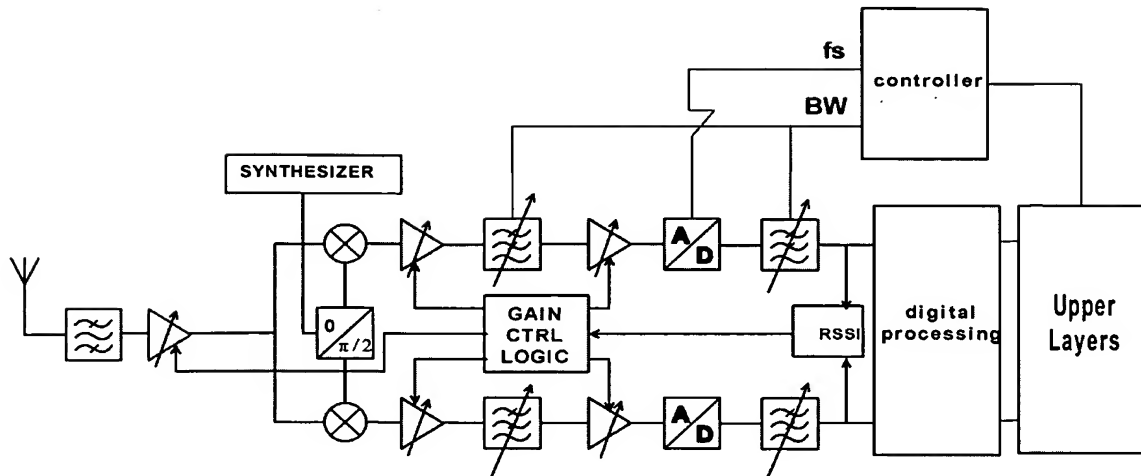 fs
controller
BW
SYNTHESIZER
A
D
0
π/2
GAIN
CTRL
LOGIC
RSSI
digital
processing
Upper
Layers
A
D